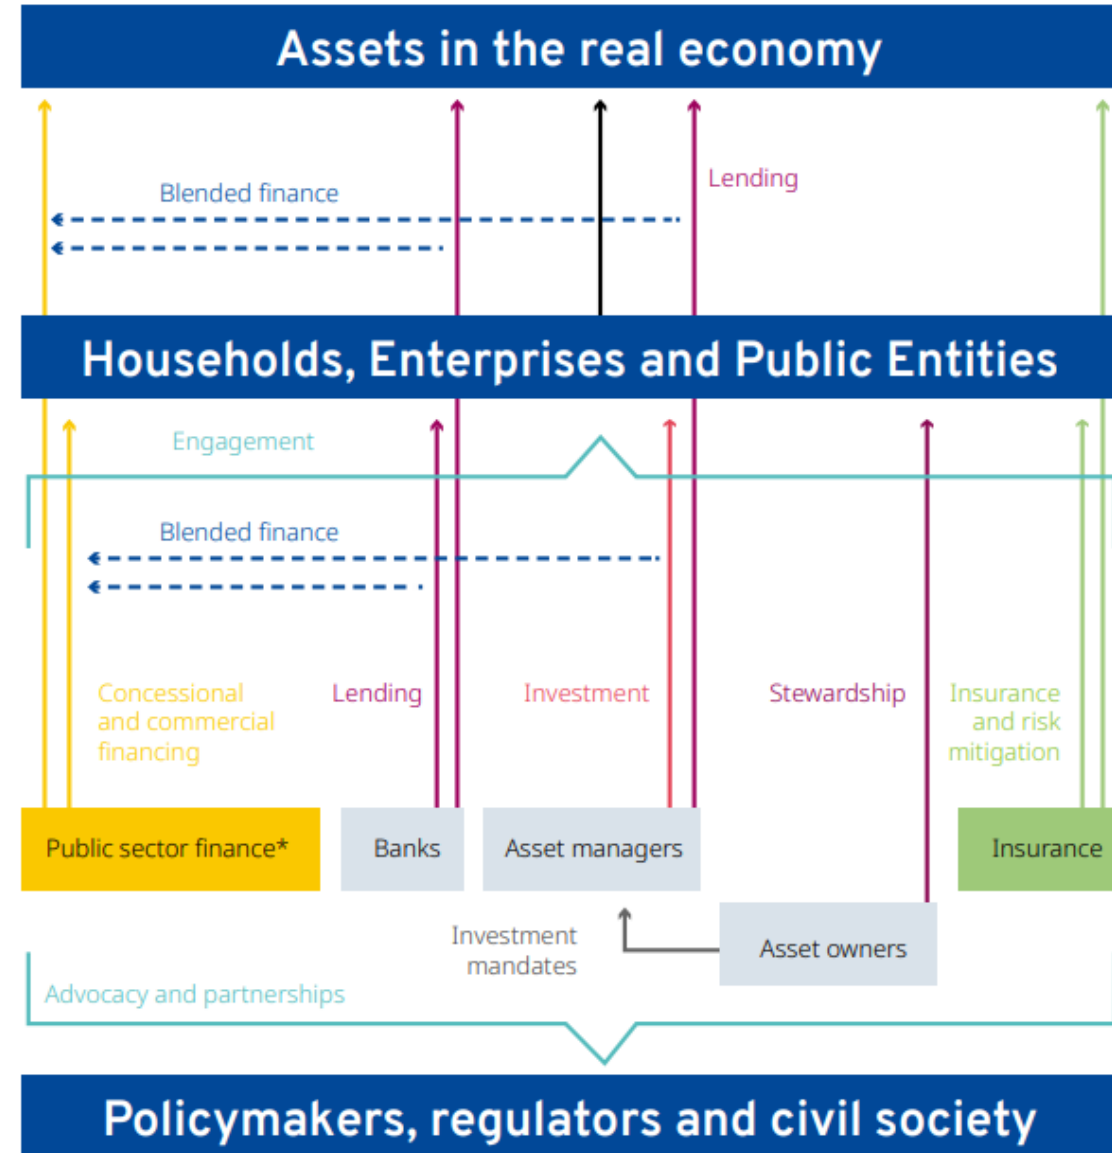 Assets in the real economy
Blended finance
Lending
Households, Enterprises and Public Entities
Engagement
Blended finance
Concessional
and commercial
financing
Lending
Investment
Stewardship
Insurance
and risk
mitigation
Public sector finance*
Banks
Asset managers
Insurance
Investment
mandates
Asset owners
Advocacy and partnerships
Policymakers, regulators and civil society